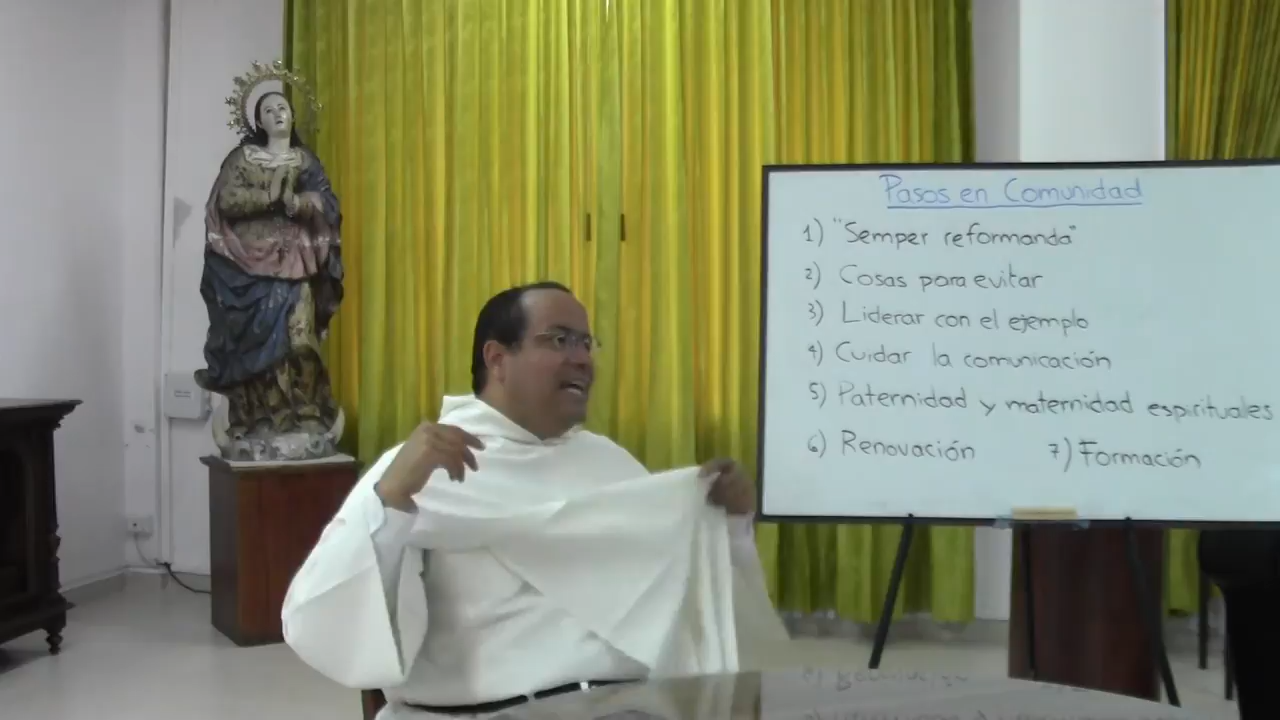 Pasos en Comunidad
1) "Semper reformanda"
2) Cosas para evitar
3) Liderar con el ejemplo
4) Cuidar la comunicación
5) Paternidad y maternidad espirituales
6) Renovación 7) Formación